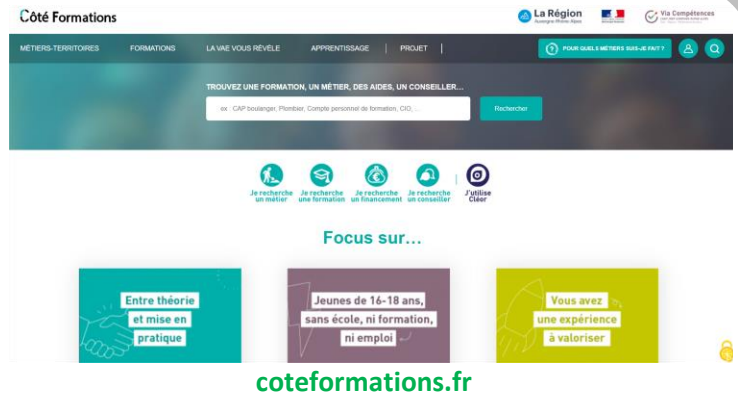 Côté Formations
La Région
Auvergne-Rhône-Alpes
Via Compétences
MÉTIERS-TERRITOIRES
FORMATIONS
LA VAE VOUS RÉVÈLE
APPRENTISSAGE
PROJET
POUR QUELS MÉTIERS SUIS-JE FAIT ?
TROUVEZ UNE FORMATION, UN MÉTIER, DES AIDES, UN CONSEILLER...
ex : CAP boulanger, Plombier, Compte personnel de formation, CIO, ...
Rechercher
Je recherche
un métier
Je recherche
une formation
Je recherche
un financement
Je recherche
un conseiller
J'utilise
Cléor
Focus sur...
Entre théorie
et mise en
pratique
Jeunes de 16-18 ans,
sans école, ni formation,
ni emploi
Vous avez
une expérience
à valoriser
coteformations.fr